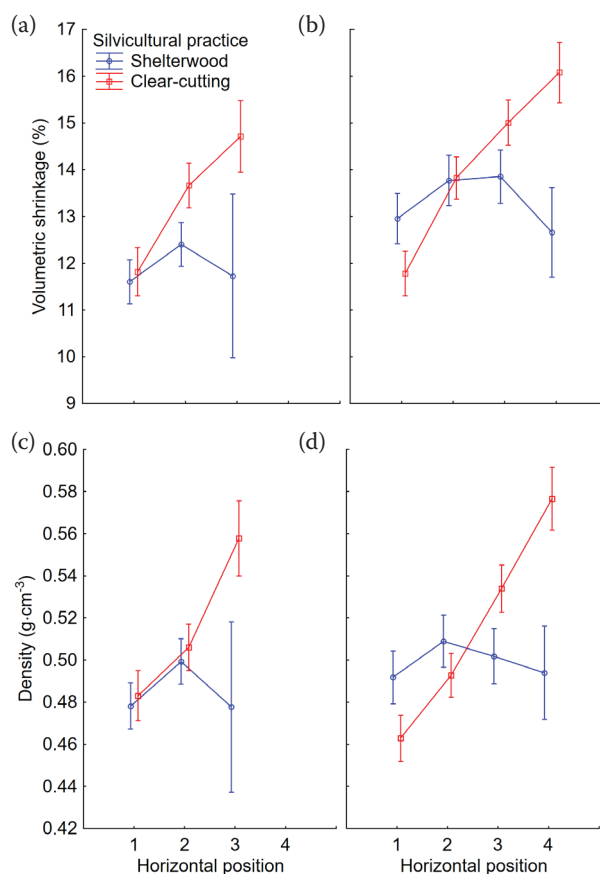 (a)
(b)
Silvicultural practice
Shelterwood
Clear-cutting
Volumetric shrinkage (%)
17
16
15
14
13
12
11
10
9
(c)
(d)
Density (g·cm-3)
0.60
0.58
0.56
0.54
0.52
0.50
0.48
0.46
0.44
0.42
1 2 3 4
1 2 3 4
Horizontal position
Horizontal position